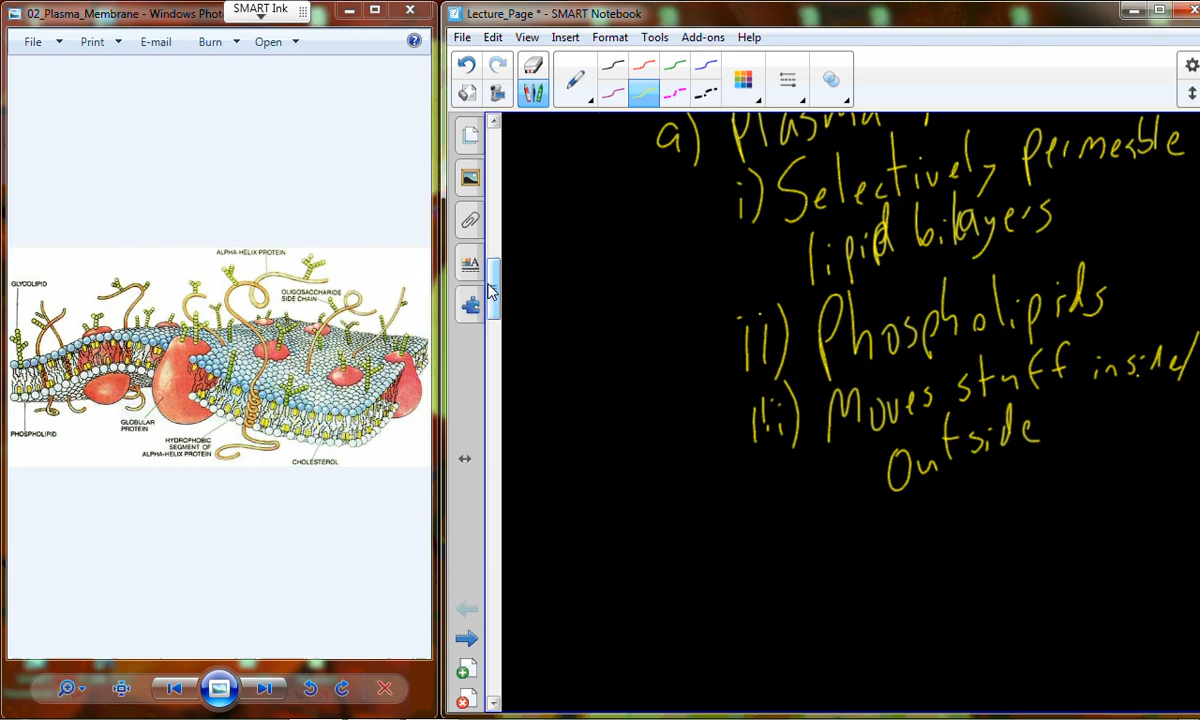 02_Plasma_Membrane - Windows Phot
SMART Ink
File Print E-mail Burn Open
ALPHA-HELIX PROTEIN
GLYCOLIPID
OLIGOSACCHARIDE
SIDE CHAIN
PHOSPHOLIPID
GLOBULAR
PROTEIN
HYDROPHOBIC
SEGMENT OF
ALPHA-HELIX PROTEIN
CHOLESTEROL
Lecture_Page * - SMART Notebook
File Edit View Insert Format Tools Add-ons Help
a) Plasma
i) Selectively permeable
lipid bilayers
ii) Phospholipids
iii) Moves stuff inside/
Outside